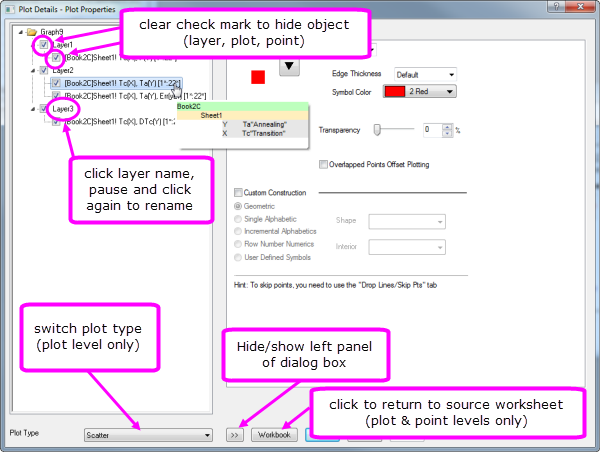 Plot Details - Plot Properties
clear check mark to hide object
(layer, plot, point)
Graph9
Layer1
[Book2C]Sheet1! Tc(X), Ta(Y) [1*:22*]
Layer2
[Book2C]Sheet1! Tc(X), Ta(Y) [1*:22*]
[Book2C]Sheet1! Tc(X), Ta(Y), Err(
Layer3
[Book2C]Sheet1! Tc(X), DTc(Y) [1*:2
Book2C
Sheet1
Y Ta"Annealing"
X Tc"Transition"
click layer name,
pause and click
again to rename
Edge Thickness Default
Symbol Color 2 Red
Transparency 0 %
Overlapped Points Offset Plotting
Custom Construction
Geometric
Single Alphabetic Shape
Incremental Alphabetics
Row Number Numerics Interior
User Defined Symbols
Hint: To skip points, you need to use the "Drop Lines/Skip Pts" tab
switch plot type
(plot level only)
Hide/show left panel
of dialog box
click to return to source worksheet
(plot & point levels only)
Plot Type Scatter >> Workbook